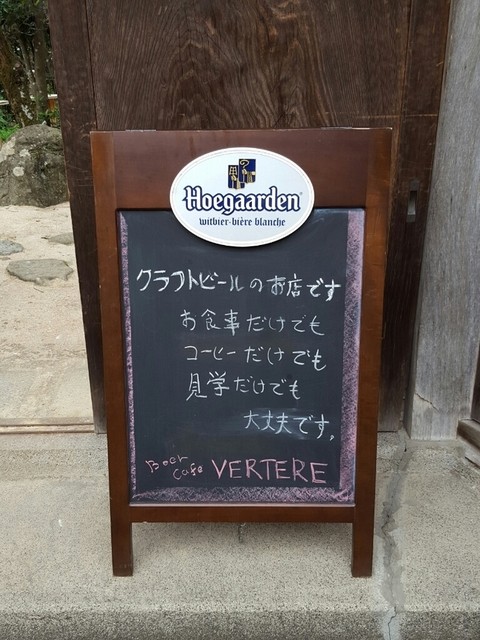 Hoegaarden®
witbier-bière blanche
クラフトビールのお店です
お食事だけでも
コーヒーだけでも
見学だけでも
大丈夫です。
Beer
Cafe VERTERE